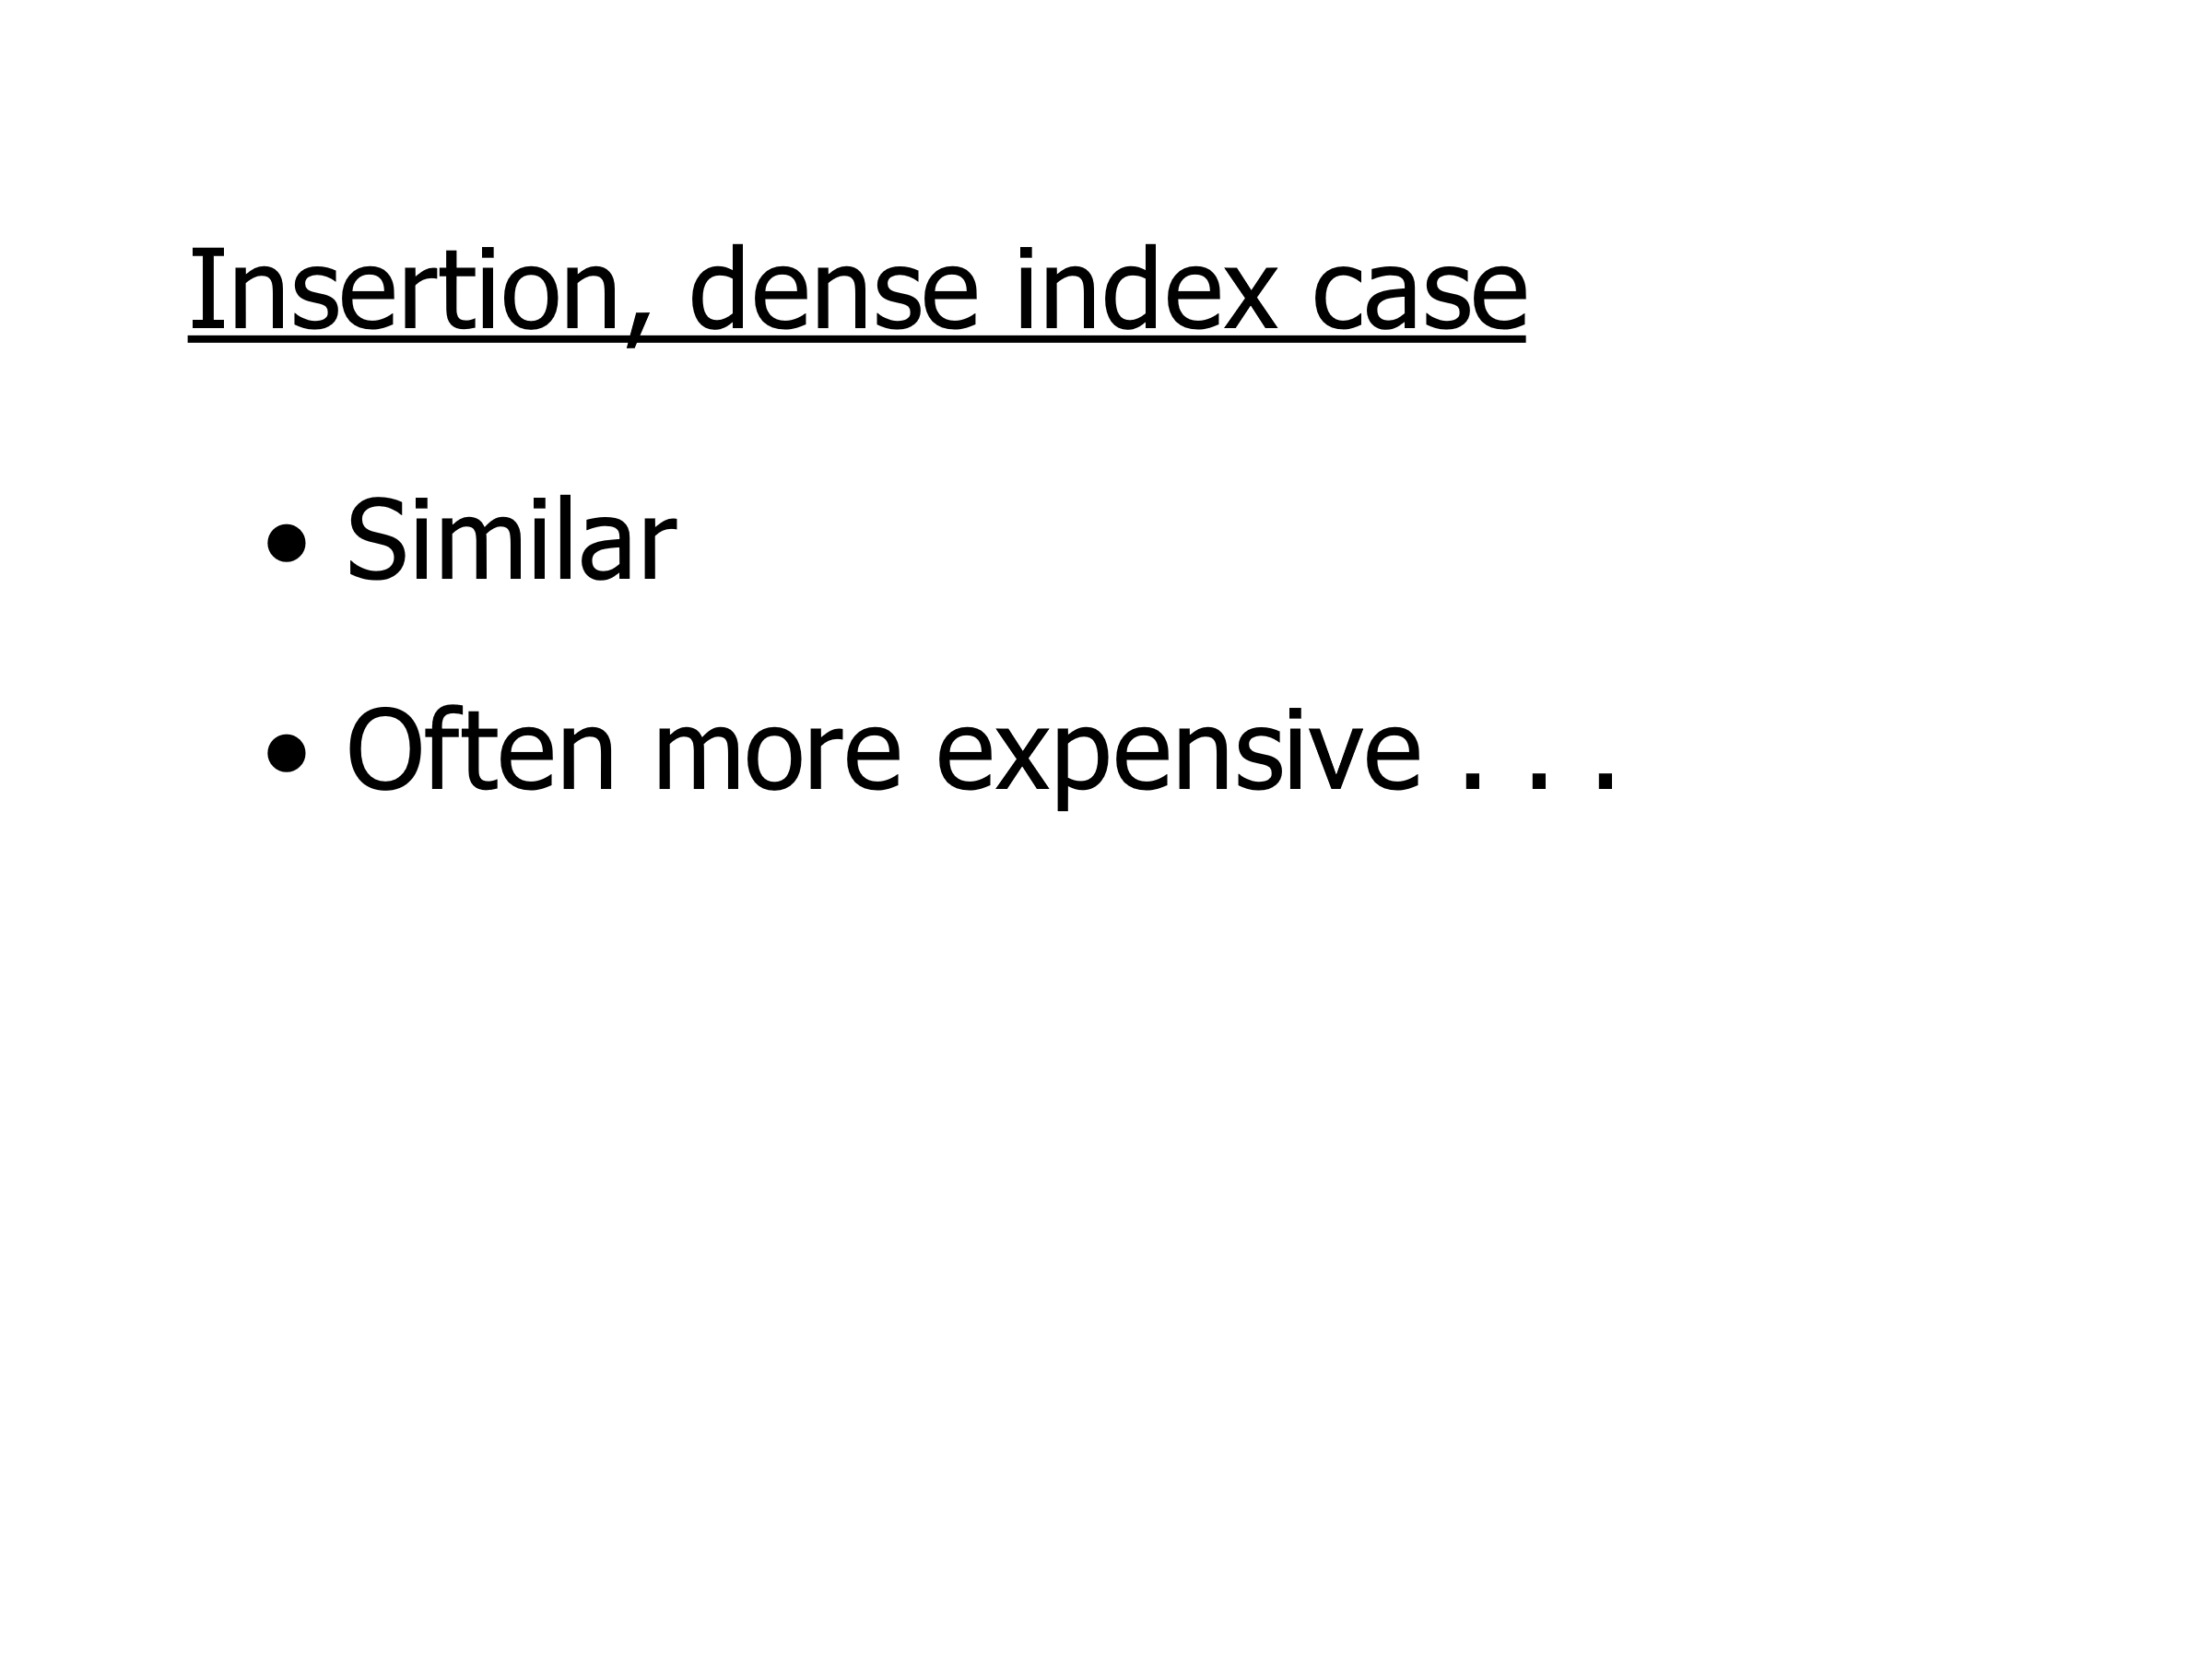 Insertion, dense index case
• Similar
• Often more expensive . . .